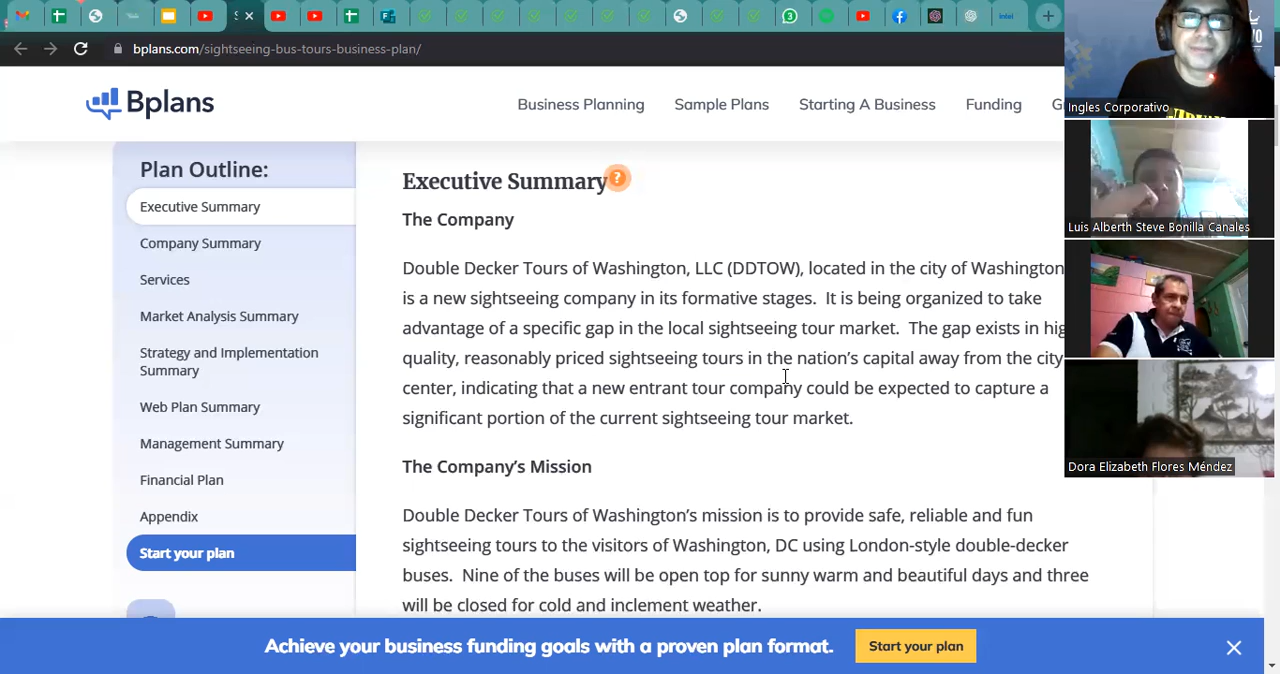 S
3
intel
bplans.com/sightseeing-bus-tours-business-plan/
Bplans
Business Planning
Sample Plans
Starting A Business
Funding
G
Plan Outline:
Executive Summary
Company Summary
Services
Market Analysis Summary
Strategy and Implementation
Summary
Web Plan Summary
Management Summary
Financial Plan
Appendix
Start your plan
Executive Summary ?
The Company
Double Decker Tours of Washington, LLC (DDTOW), located in the city of Washington
is a new sightseeing company in its formative stages. It is being organized to take
advantage of a specific gap in the local sightseeing tour market. The gap exists in hig
quality, reasonably priced sightseeing tours in the nation's capital away from the city
center, indicating that a new entrant tour company could be expected to capture a
significant portion of the current sightseeing tour market.
The Company's Mission
Double Decker Tours of Washington's mission is to provide safe, reliable and fun
sightseeing tours to the visitors of Washington, DC using London-style double-decker
buses. Nine of the buses will be open top for sunny warm and beautiful days and three
will be closed for cold and inclement weather.
Achieve your business funding goals with a proven plan format.
Start your plan
Ingles Corporativo
Luis Alberth Steve Bonilla Canales
Dora Elizabeth Flores Méndez